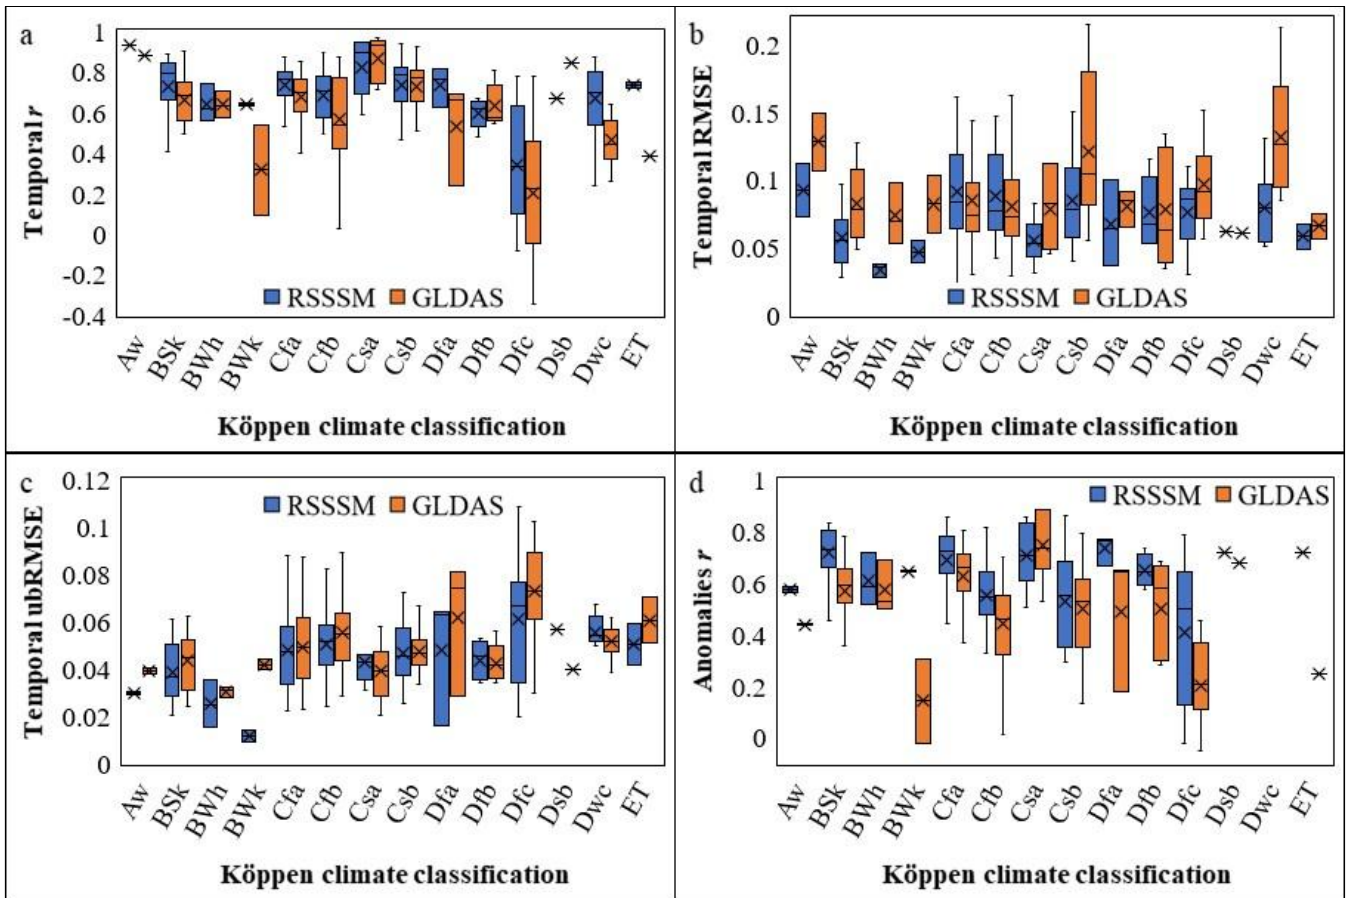 a
1
0.8
0.6
0.4
0.2
0
-0.2
-0.4
Temporal r
RSSSM GLDAS
Aw BSk BWh BWk Cfa Cfb Csa Csb Dfa Dfb Dfc Dsb Dwc ET
Köppen climate classification
b
0.2
0.15
0.1
0.05
0
Temporal RMSE
RSSSM GLDAS
Aw BSk BWh BWk Cfa Cfb Csa Csb Dfa Dfb Dfc Dsb Dwc ET
Köppen climate classification
c
0.12
0.1
0.08
0.06
0.04
0.02
0
Temporal ubRMSE
RSSSM GLDAS
Aw BSk BWh BWk Cfa Cfb Csa Csb Dfa Dfb Dfc Dsb Dwc ET
Köppen climate classification
d
1
0.8
0.6
0.4
0.2
0
Anomalies r
RSSSM GLDAS
Aw BSk BWh BWk Cfa Cfb Csa Csb Dfa Dfb Dfc Dsb Dwc ET
Köppen climate classification